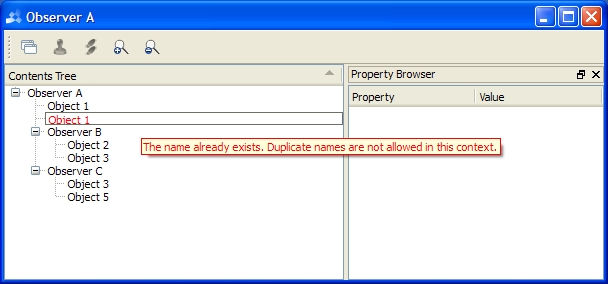 Observer A
Contents Tree
Observer A
Object 1
Object 1
Observer B
Object 2
Object 3
Observer C
Object 3
Object 5
The name already exists. Duplicate names are not allowed in this context.
Property Browser
Property Value